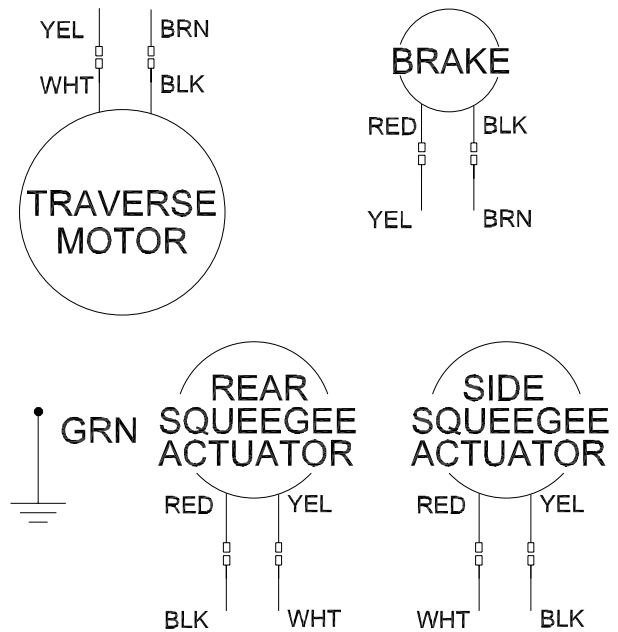 YEL BRN
WHT BLK
TRAVERSE
MOTOR
BRAKE
RED BLK
YEL BRN
GRN
REAR
SQUEEGEE
ACTUATOR
RED YEL
BLK WHT
SIDE
SQUEEGEE
ACTUATOR
RED YEL
WHT BLK